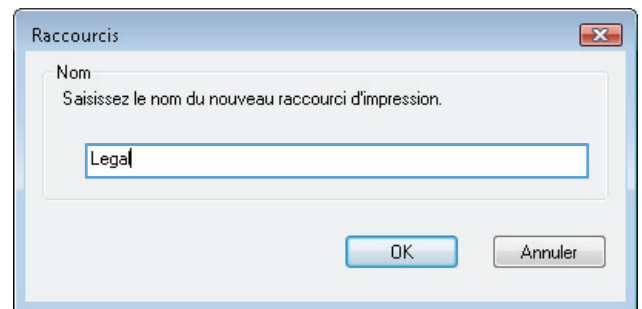 Raccourcis
Nom
Saisissez le nom du nouveau raccourci d'impression.
Legal
OK
Annuler